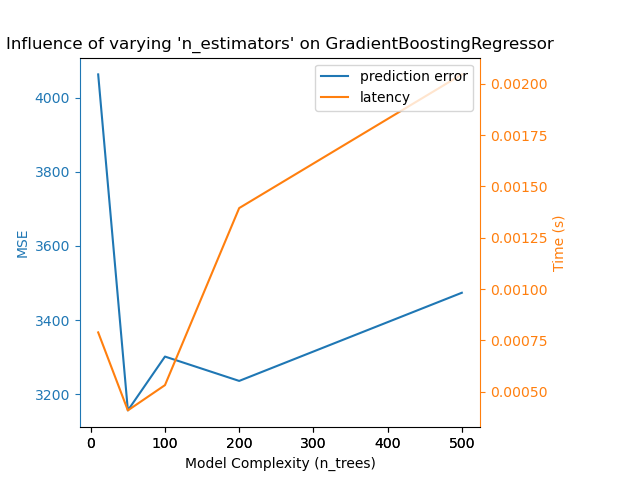 Influence of varying 'n_estimators' on GradientBoostingRegressor
prediction error
latency
4000
3800
3600
3400
3200
MSE
0.00200
0.00175
0.00150
0.00125
0.00100
0.00075
0.00050
Time (s)
0 100 200 300 400 500
Model Complexity (n_trees)